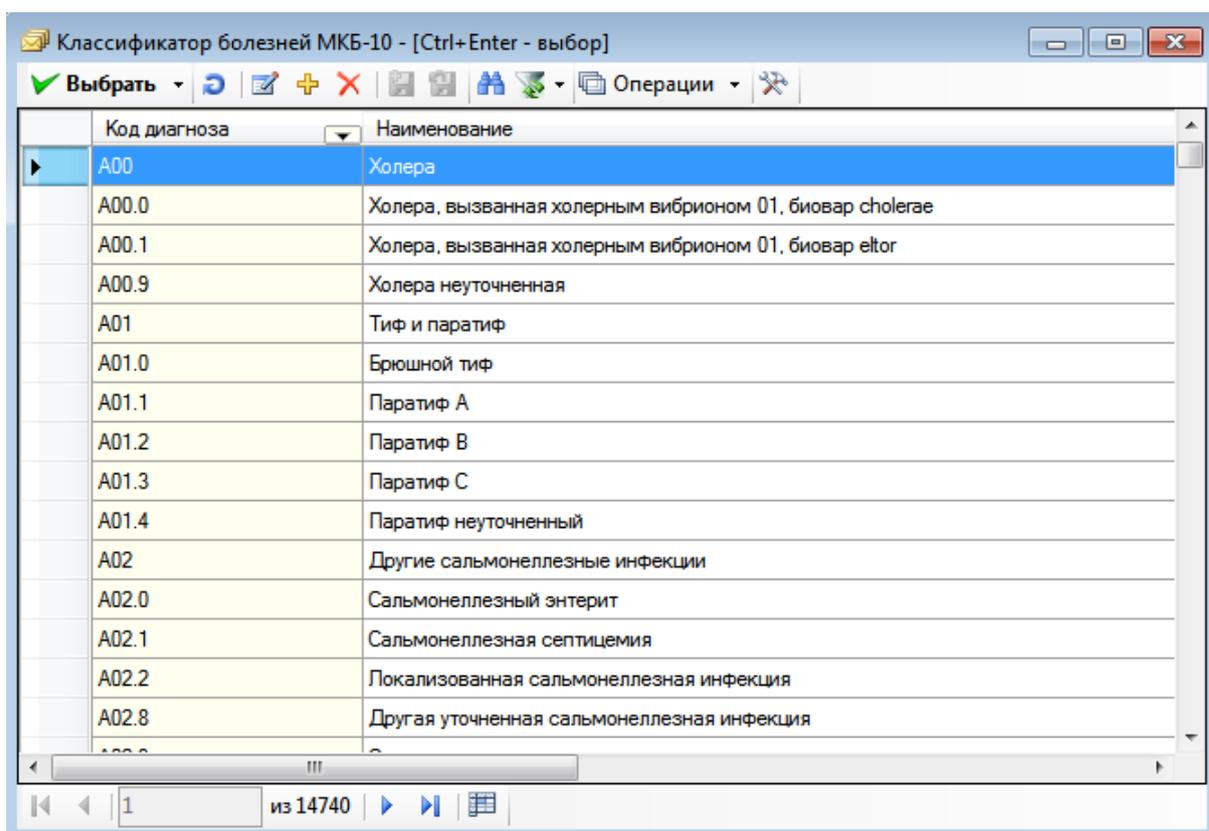 Классификатор болезней МКБ-10 - [Ctrl+Enter - выбор]
Выбрать Операции
Код диагноза Наименование
A00 Холера
A00.0 Холера, вызванная холерным вибрионом 01, биовар cholerae
A00.1 Холера, вызванная холерным вибрионом 01, биовар eltor
A00.9 Холера неуточненная
A01 Тиф и паратиф
A01.0 Брюшной тиф
A01.1 Паратиф A
A01.2 Паратиф B
A01.3 Паратиф C
A01.4 Паратиф неуточненный
A02 Другие сальмонеллезные инфекции
A02.0 Сальмонеллезный энтерит
A02.1 Сальмонеллезная септицемия
A02.2 Локализованная сальмонеллезная инфекция
A02.8 Другая уточненная сальмонеллезная инфекция
1 из 14740